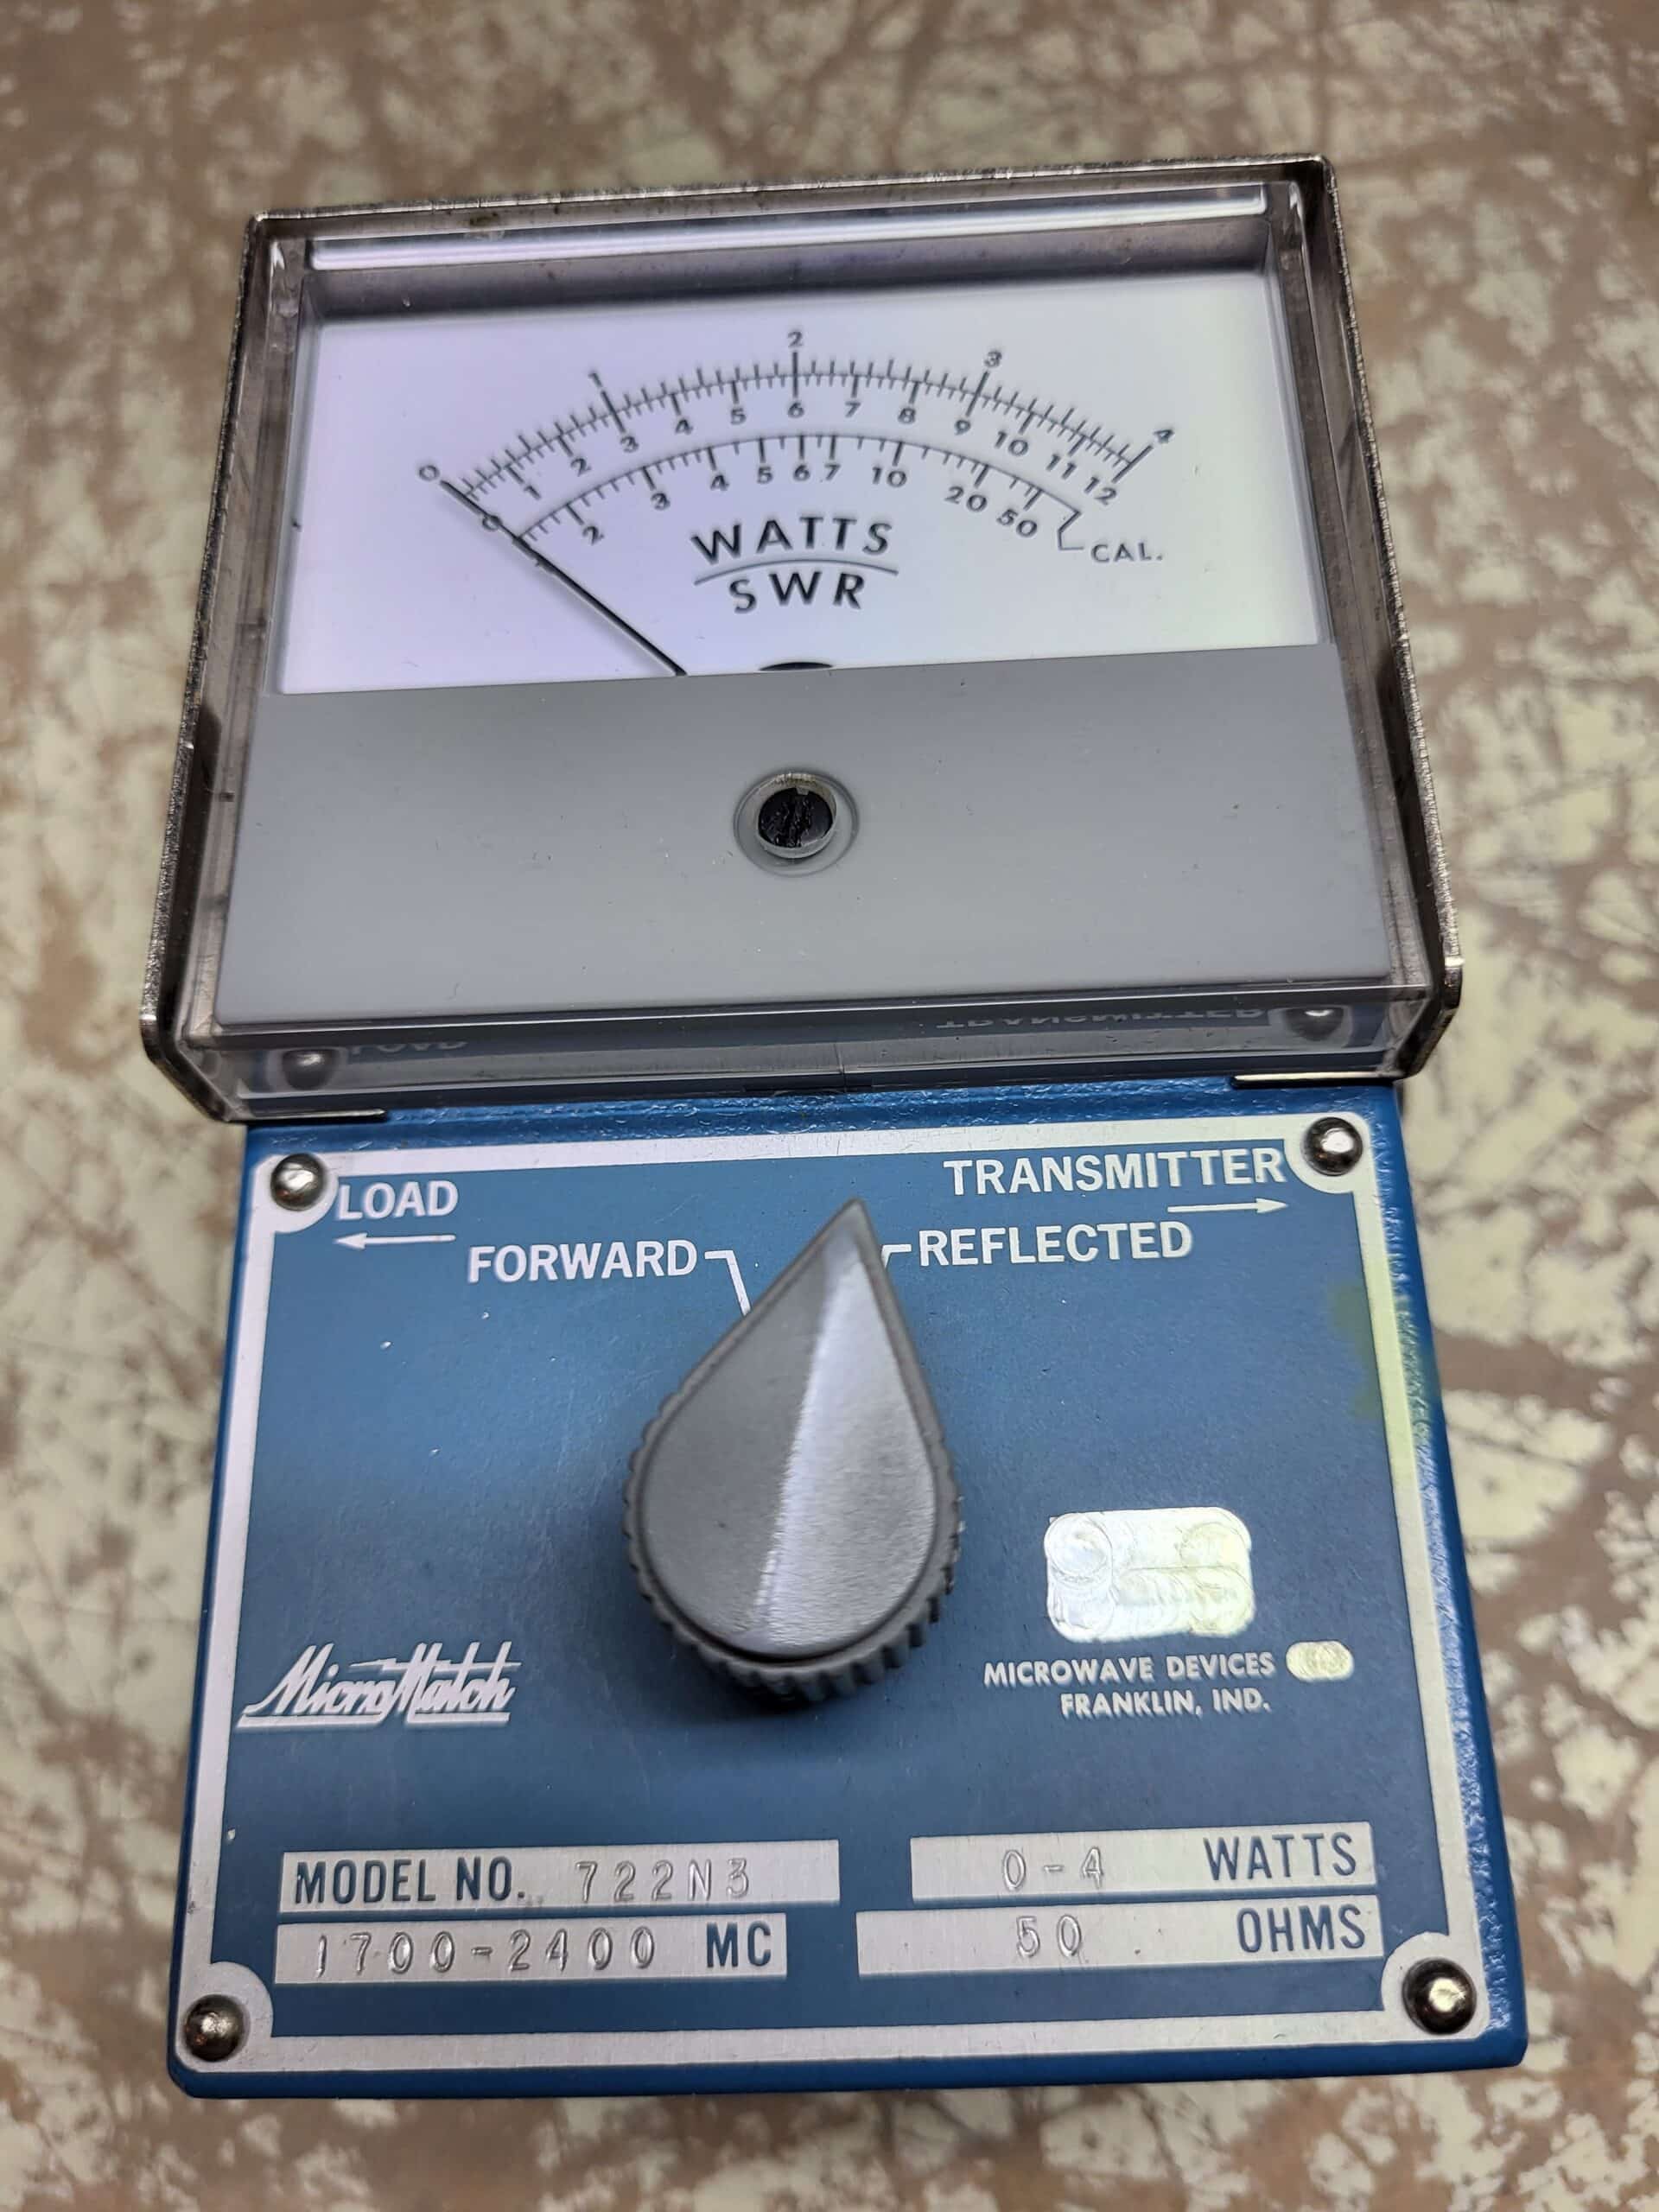 1 2 3
0 4
1 2 3 4 5 6 7 8 9 10 11 12
0 2 3 4 5 6 7 10 20 50 CAL.
WATTS
SWR
LOAD TRANSMITTER
FORWARD REFLECTED
MicroMatch
MICROWAVE DEVICES
FRANKLIN, IND.
MODEL NO. 722N3
0-4 WATTS
1700-2400 MC
50 OHMS